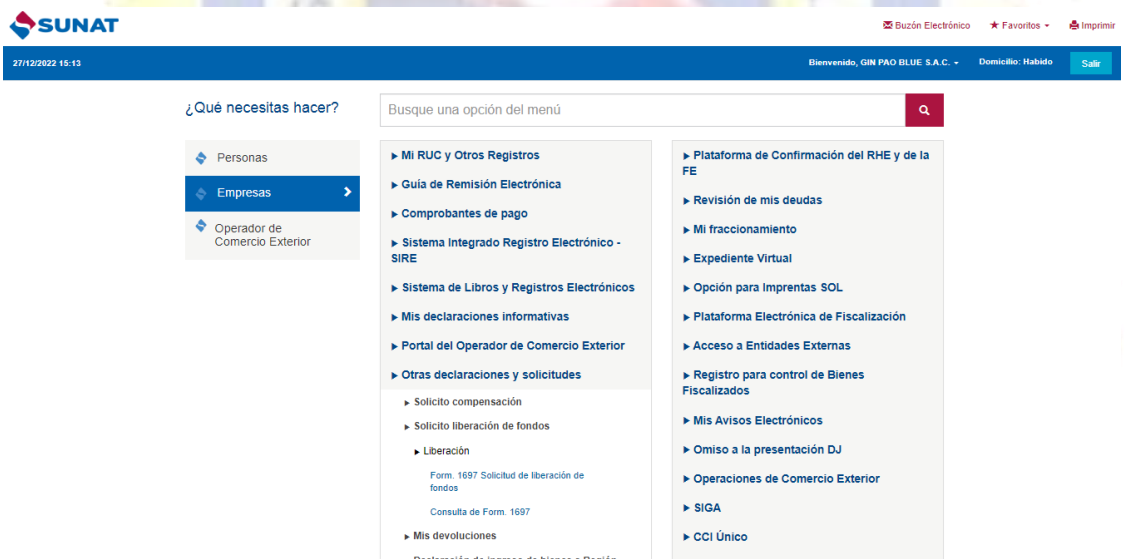 SUNAT
Buzón Electrónico
Favoritos
Imprimir
27/12/2022 15:13
Bienvenido, GIN PAO BLUE S.A.C.
Domicilio: Habido
Salir
¿Qué necesitas hacer?
Busque una opción del menú
Personas
Empresas
Operador de
Comercio Exterior
Mi RUC y Otros Registros
Guía de Remisión Electrónica
Comprobantes de pago
Sistema Integrado Registro Electrónico -
SIRE
Sistema de Libros y Registros Electrónicos
Mis declaraciones informativas
Portal del Operador de Comercio Exterior
Otras declaraciones y solicitudes
Solicito compensación
Solicito liberación de fondos
Liberación
Form. 1697 Solicitud de liberación de
fondos
Consulta de Form. 1697
Mis devoluciones
Declaración de ingreso de bienes a Región
Plataforma de Confirmación del RHE y de la
FE
Revisión de mis deudas
Mi fraccionamiento
Expediente Virtual
Opción para Imprentas SOL
Plataforma Electrónica de Fiscalización
Acceso a Entidades Externas
Registro para control de Bienes
Fiscalizados
Mis Avisos Electrónicos
Omiso a la presentación DJ
Operaciones de Comercio Exterior
SIGA
CCI Único